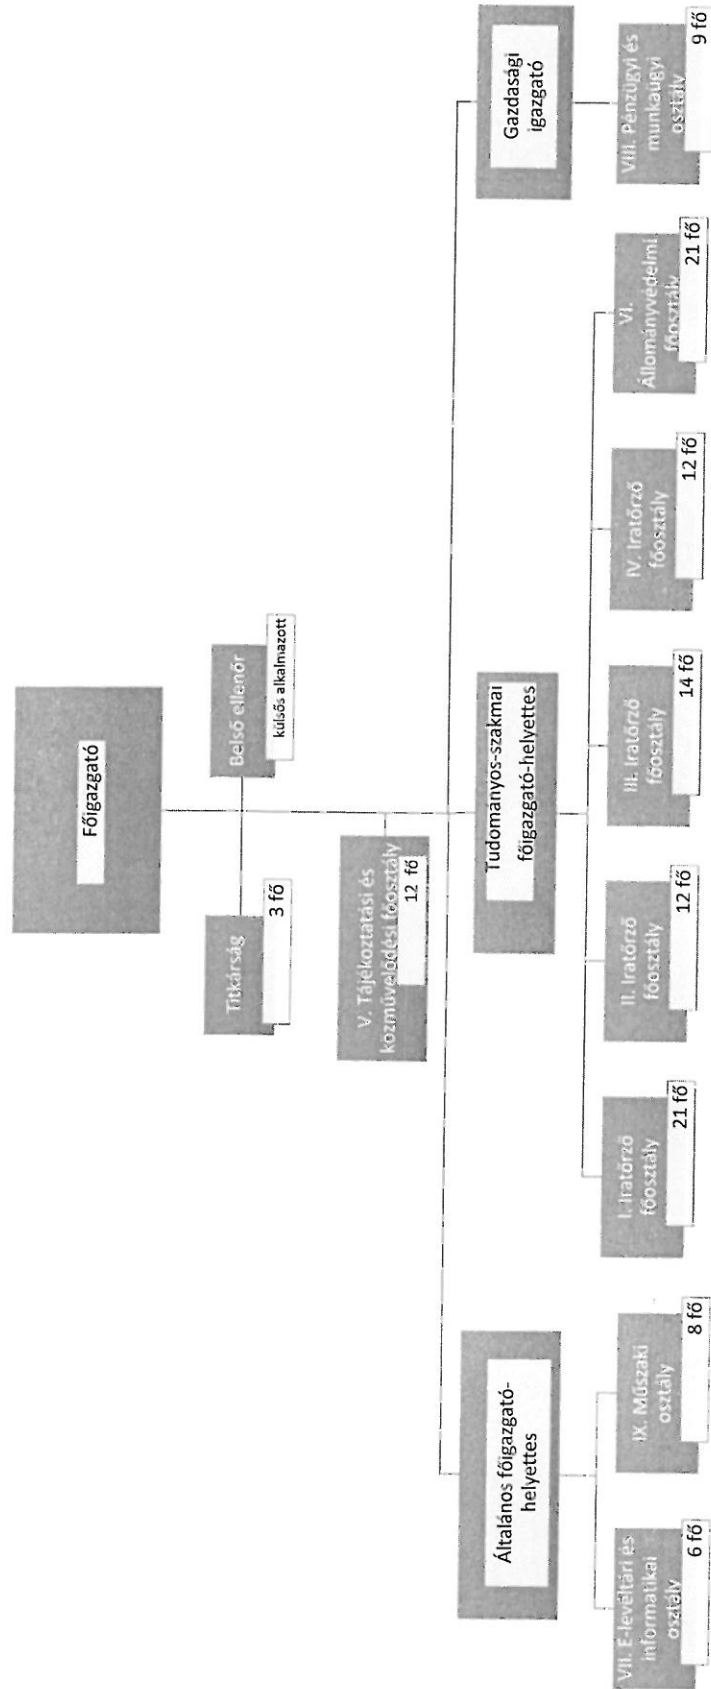 Főigazgató
Titkárság
3 fő
Belső ellenőr
külsős alkalmazott
V. Tájékoztatási és
közművelődési főosztály
12 fő
Általános főigazgató-
helyettes
Tudományos-szakmai
főigazgató-helyettes
Gazdasági
igazgató
VII. E-levéltári és
informatikai
osztály
6 fő
IX. Műszaki
osztály
8 fő
I. Iratőrző
főosztály
21 fő
II. Iratőrző
főosztály
12 fő
III. Iratőrző
főosztály
14 fő
IV. Iratőrző
főosztály
12 fő
VI.
Állományvédelmi
főosztály
21 fő
VIII. Pénzügyi és
munkaügyi
osztály
9 fő